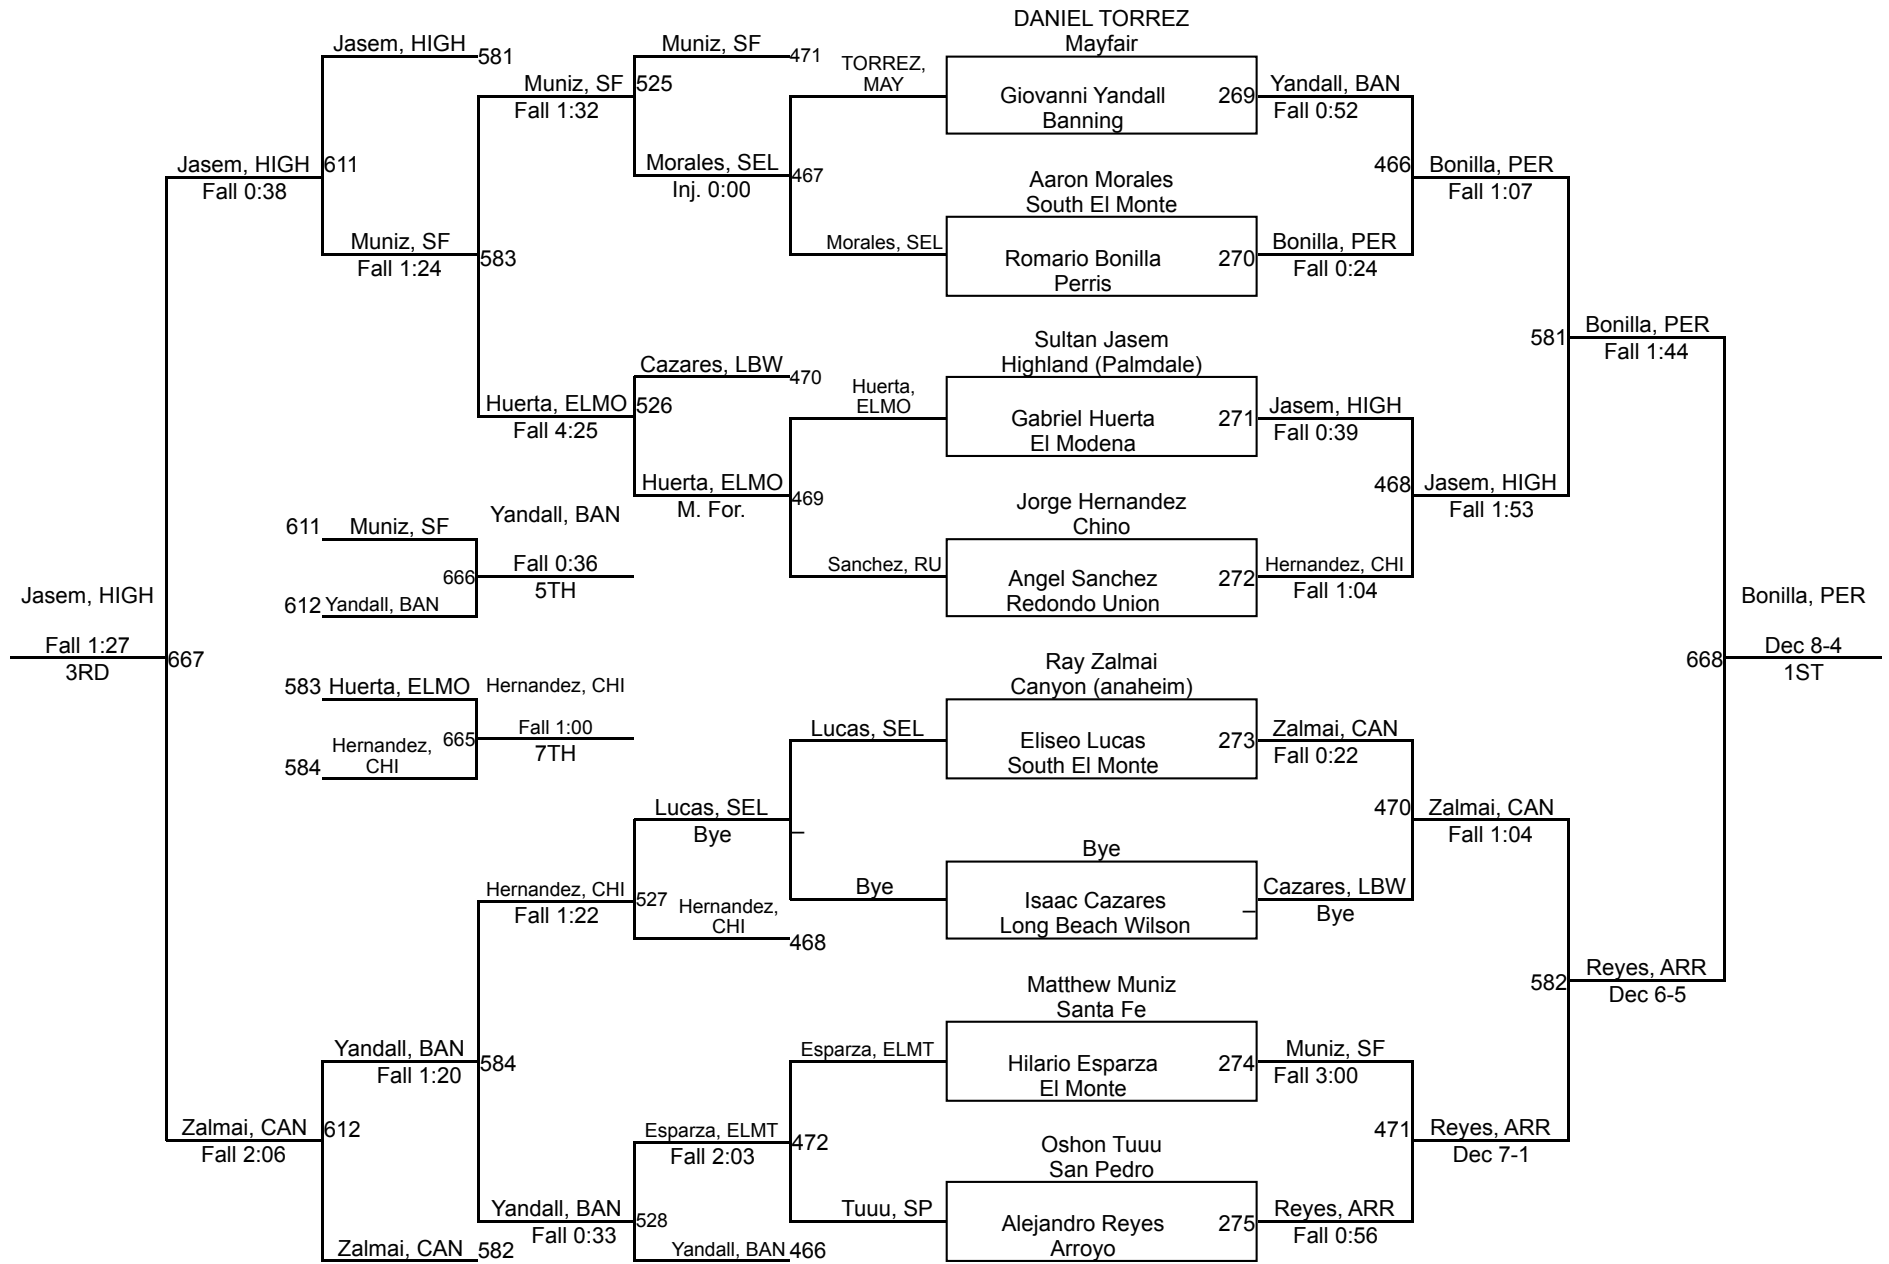 DANIEL TORREZ
Mayfair
Jasem, HIGH
581
Muniz, SF
471
TORREZ,
MAY
Giovanni Yandall
Banning
269
Yandall, BAN
Fall 0:52
Muniz, SF
Fall 1:32
525
Jasem, HIGH
Fall 0:38
611
Morales, SEL
Inj. 0:00
467
Aaron Morales
South El Monte
466
Bonilla, PER
Fall 1:07
Muniz, SF
Fall 1:24
583
Morales, SEL
Romario Bonilla
Perris
270
Bonilla, PER
Fall 0:24
Sultan Jasem
Highland (Palmdale)
581
Bonilla, PER
Fall 1:44
Cazares, LBW
470
Huerta,
ELMO
Huerta, ELMO
Fall 4:25
526
Gabriel Huerta
El Modena
271
Jasem, HIGH
Fall 0:39
Huerta, ELMO
M. For.
469
Jorge Hernandez
Chino
468
Jasem, HIGH
Fall 1:53
611
Muniz, SF
Yandall, BAN
666
Fall 0:36
5TH
612
Yandall, BAN
Sanchez, RU
Angel Sanchez
Redondo Union
272
Hernandez, CHI
Fall 1:04
Jasem, HIGH
Fall 1:27
3RD
667
Bonilla, PER
668
Dec 8-4
1ST
Ray Zalmai
Canyon (anaheim)
583
Huerta, ELMO
Hernandez, CHI
665
Fall 1:00
7TH
584
Hernandez,
CHI
Lucas, SEL
Eliseo Lucas
South El Monte
273
Zalmai, CAN
Fall 0:22
Lucas, SEL
Bye
_
470
Zalmai, CAN
Fall 1:04
Bye
Hernandez, CHI
Fall 1:22
527
Hernandez,
CHI
468
Bye
Isaac Cazares
Long Beach Wilson
_
Cazares, LBW
Bye
Matthew Muniz
Santa Fe
582
Reyes, ARR
Dec 6-5
Yandall, BAN
Fall 1:20
584
Esparza, ELMT
Hilario Esparza
El Monte
274
Muniz, SF
Fall 3:00
Zalmai, CAN
Fall 2:06
612
Esparza, ELMT
Fall 2:03
472
Oshon Tuuu
San Pedro
471
Reyes, ARR
Dec 7-1
Yandall, BAN
Fall 0:33
528
Tuuu, SP
Alejandro Reyes
Arroyo
275
Reyes, ARR
Fall 0:56
Zalmai, CAN
582
Yandall, BAN
466